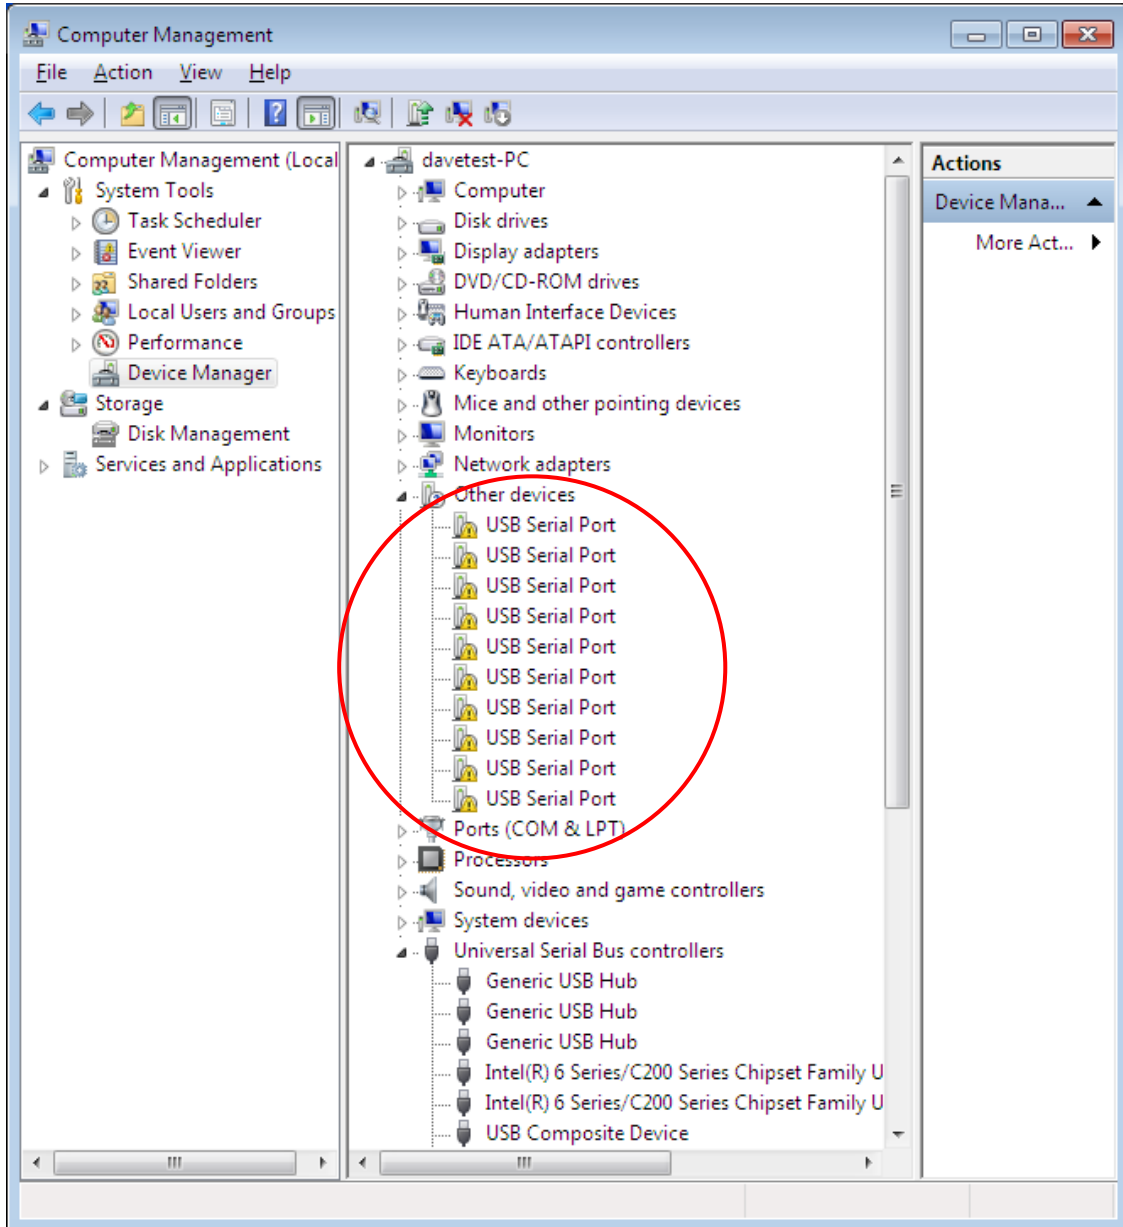 Computer Management
File Action View Help
Computer Management (Local
System Tools
Task Scheduler
Event Viewer
Shared Folders
Local Users and Groups
Performance
Device Manager
Storage
Disk Management
Services and Applications
davetest-PC
Computer
Disk drives
Display adapters
DVD/CD-ROM drives
Human Interface Devices
IDE ATA/ATAPI controllers
Keyboards
Mice and other pointing devices
Monitors
Network adapters
Other devices
USB Serial Port
USB Serial Port
USB Serial Port
USB Serial Port
USB Serial Port
USB Serial Port
USB Serial Port
USB Serial Port
USB Serial Port
USB Serial Port
Ports (COM & LPT)
Processors
Sound, video and game controllers
System devices
Universal Serial Bus controllers
Generic USB Hub
Generic USB Hub
Generic USB Hub
Intel(R) 6 Series/C200 Series Chipset Family U
Intel(R) 6 Series/C200 Series Chipset Family U
USB Composite Device
Actions
Device Mana...
More Act...